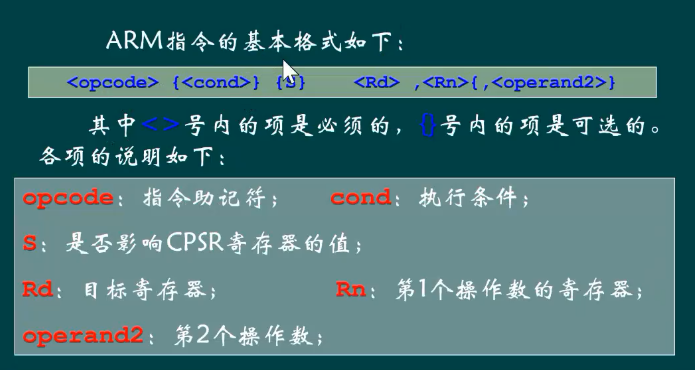 ARM指令的基本格式如下：
<opcode> {<cond>} {S} <Rd> ,<Rn>{,<operand2>}
其中<>号内的项是必须的，{}号内的项是可选的。
各项的说明如下：
opcode：指令助记符； cond：执行条件；
S：是否影响CPSR寄存器的值；
Rd：目标寄存器； Rn：第1个操作数的寄存器；
operand2：第2个操作数；